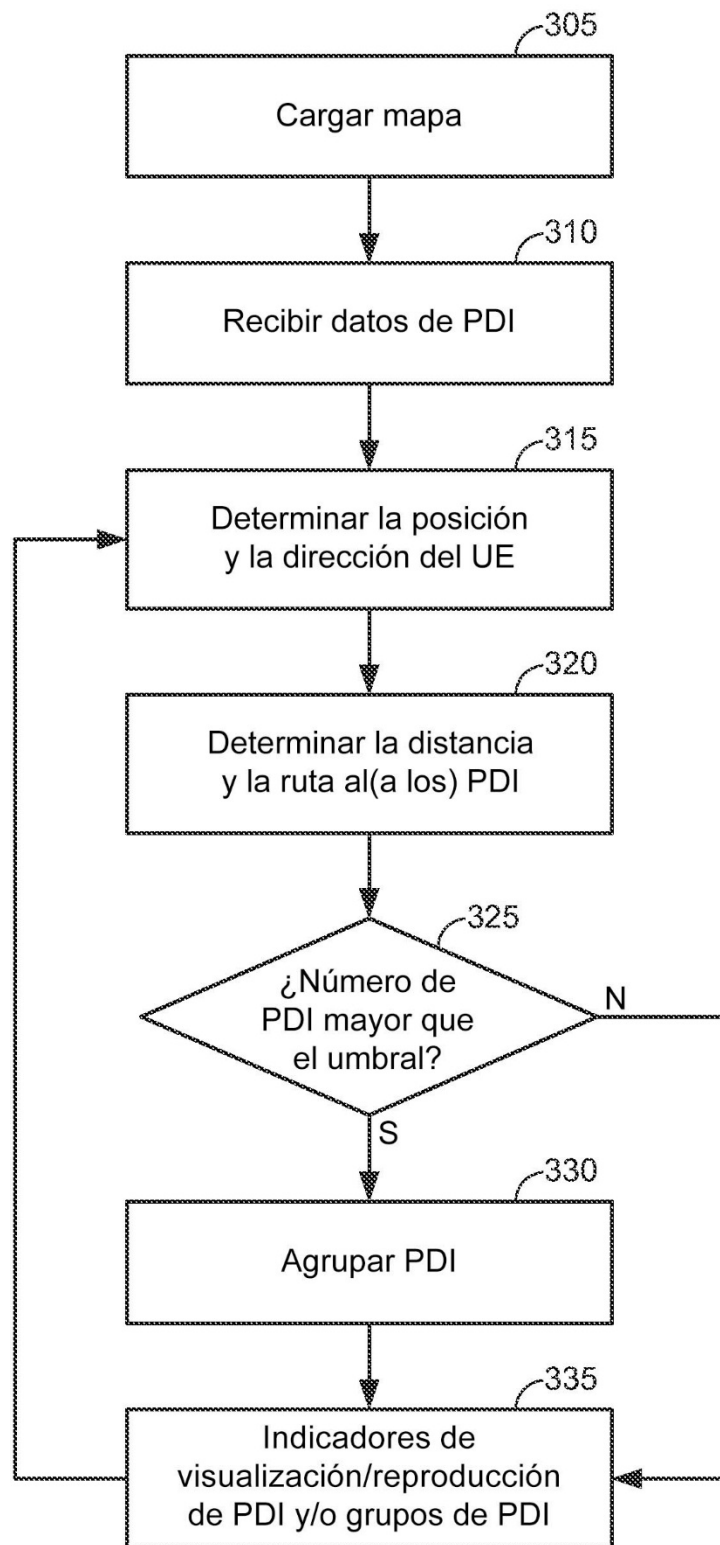 305
Cargar mapa
310
Recibir datos de PDI
315
Determinar la posición
y la dirección del UE
320
Determinar la distancia
y la ruta al(a los) PDI
325
¿Número de
PDI mayor que
el umbral?
N
S
330
Agrupar PDI
335
Indicadores de
visualización/reproducción
de PDI y/o grupos de PDI